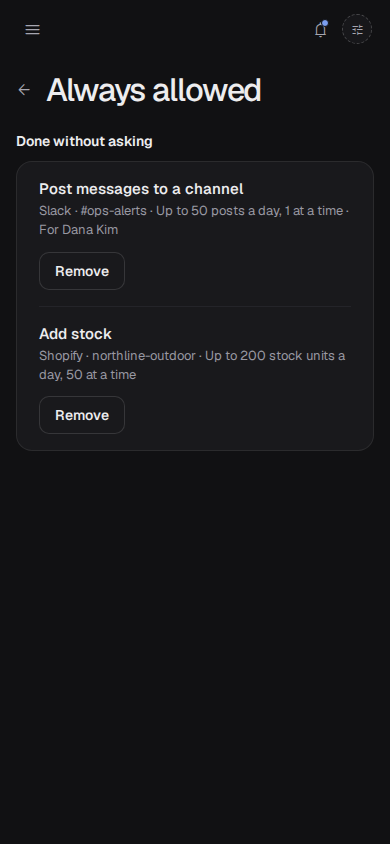 Always allowed
Done without asking
Post messages to a channel
Slack · #ops-alerts · Up to 50 posts a day, 1 at a time ·
For Dana Kim
Remove
Add stock
Shopify · northline-outdoor · Up to 200 stock units a
day, 50 at a time
Remove